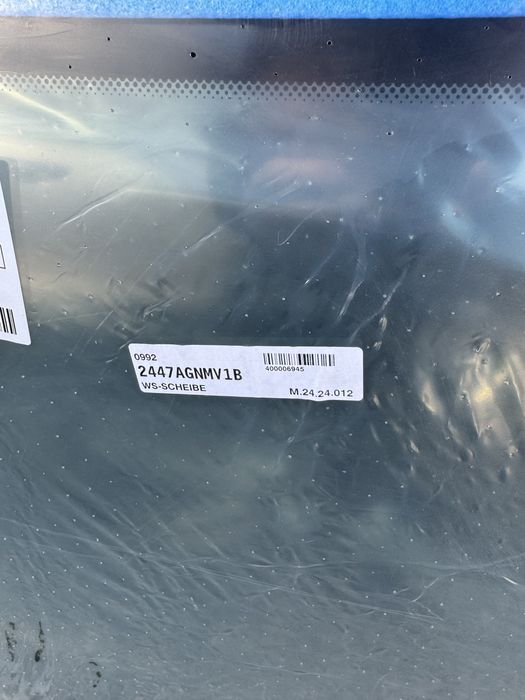 0992
400006945
2447AGNMV1B
WS-SCHEIBE
M.24.24.012